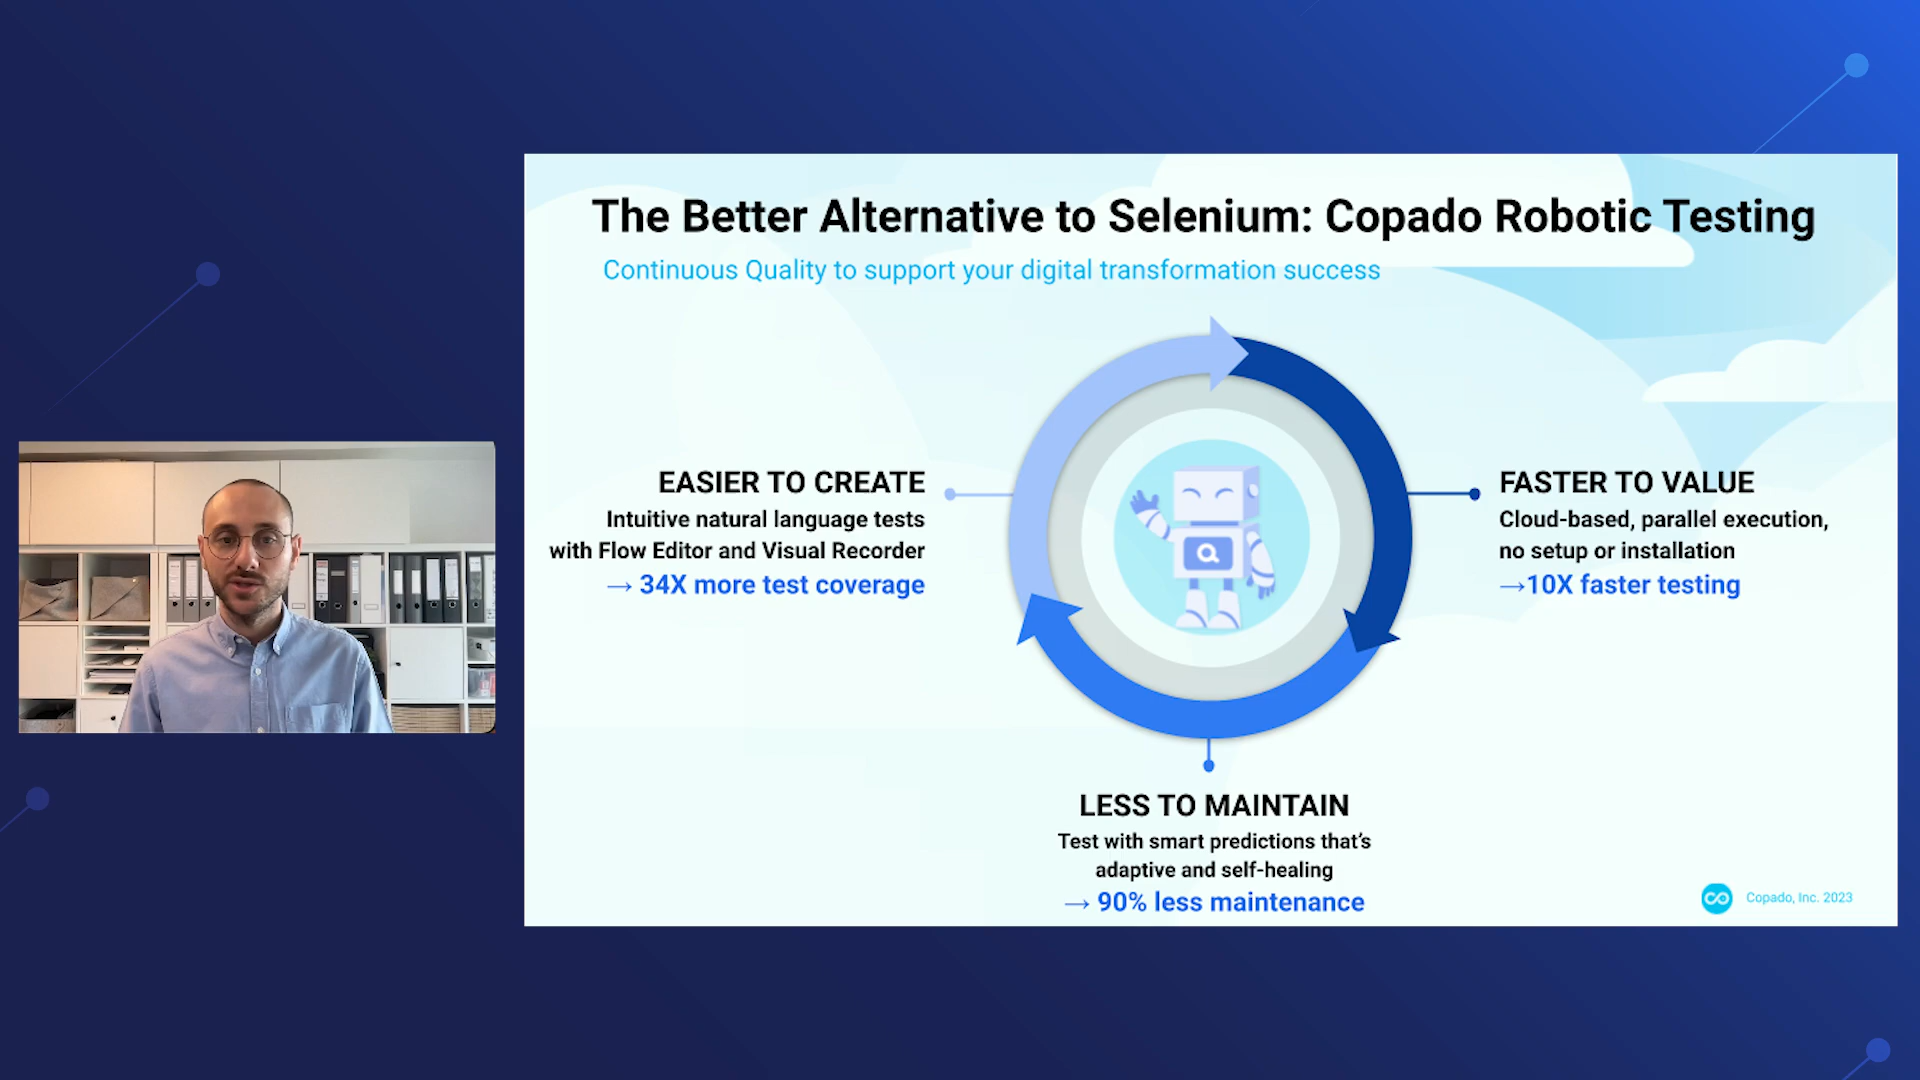 The Better Alternative to Selenium: Copado Robotic Testing
Continuous Quality to support your digital transformation success
EASIER TO CREATE
Intuitive natural language tests
with Flow Editor and Visual Recorder
→ 34X more test coverage
FASTER TO VALUE
Cloud-based, parallel execution,
no setup or installation
→10X faster testing
LESS TO MAINTAIN
Test with smart predictions that's
adaptive and self-healing
→ 90% less maintenance
Copado, Inc. 2023